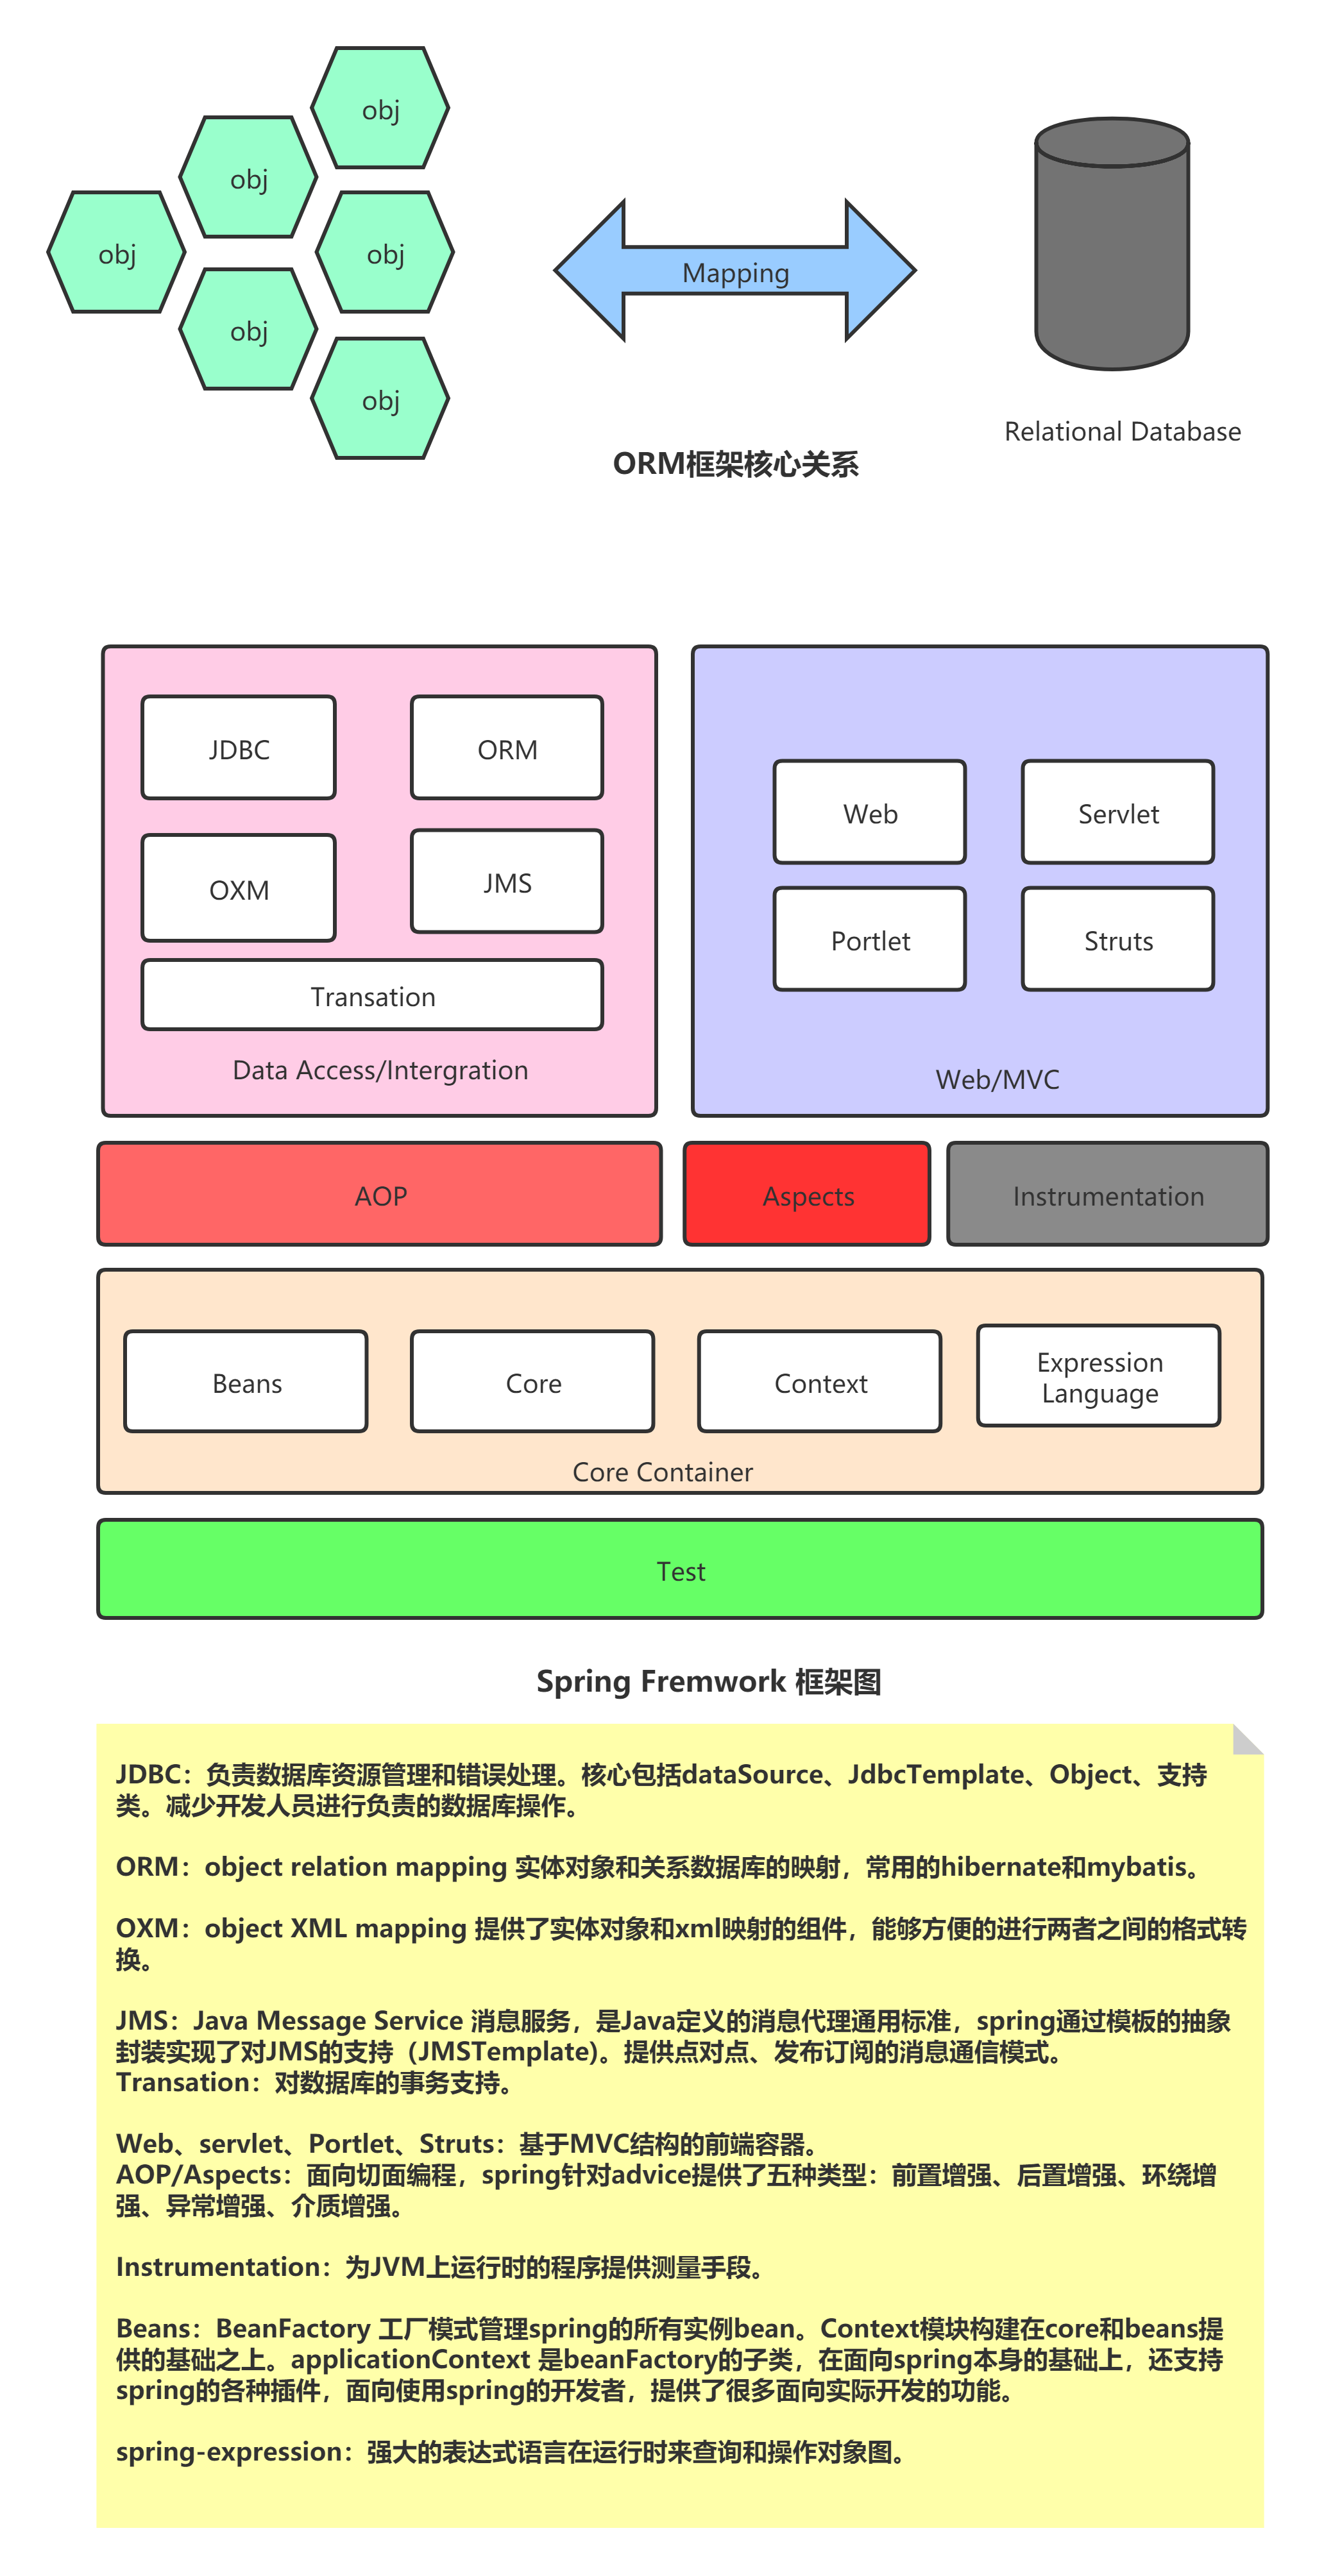 obj
obj
obj
obj
obj
obj
Mapping
Relational Database
ORM框架核心关系
JDBC
ORM
OXM
JMS
Transation
Data Access/Intergration
Web
Servlet
Portlet
Struts
Web/MVC
AOP
Aspects
Instrumentation
Beans
Core
Context
Expression
Language
Core Container
Test
Spring Fremwork 框架图
JDBC：负责数据库资源管理和错误处理。核心包括dataSource、JdbcTemplate、Object、支持
类。减少开发人员进行负责的数据库操作。
ORM：object relation mapping 实体对象和关系数据库的映射，常用的hibernate和mybatis。
OXM：object XML mapping 提供了实体对象和xml映射的组件，能够方便的进行两者之间的格式转
换。
JMS：Java Message Service 消息服务，是Java定义的消息代理通用标准，spring通过模板的抽象
封装实现了对JMS的支持（JMSTemplate)。提供点对点、发布订阅的消息通信模式。
Transation：对数据库的事务支持。
Web、servlet、Portlet、Struts：基于MVC结构的前端容器。
AOP/Aspects：面向切面编程，spring针对advice提供了五种类型：前置增强、后置增强、环绕增
强、异常增强、介质增强。
Instrumentation：为JVM上运行时的程序提供测量手段。
Beans：BeanFactory 工厂模式管理spring的所有实例bean。Context模块构建在core和beans提
供的基础之上。applicationContext 是beanFactory的子类，在面向spring本身的基础上，还支持
spring的各种插件，面向使用spring的开发者，提供了很多面向实际开发的功能。
spring-expression：强大的表达式语言在运行时来查询和操作对象图。